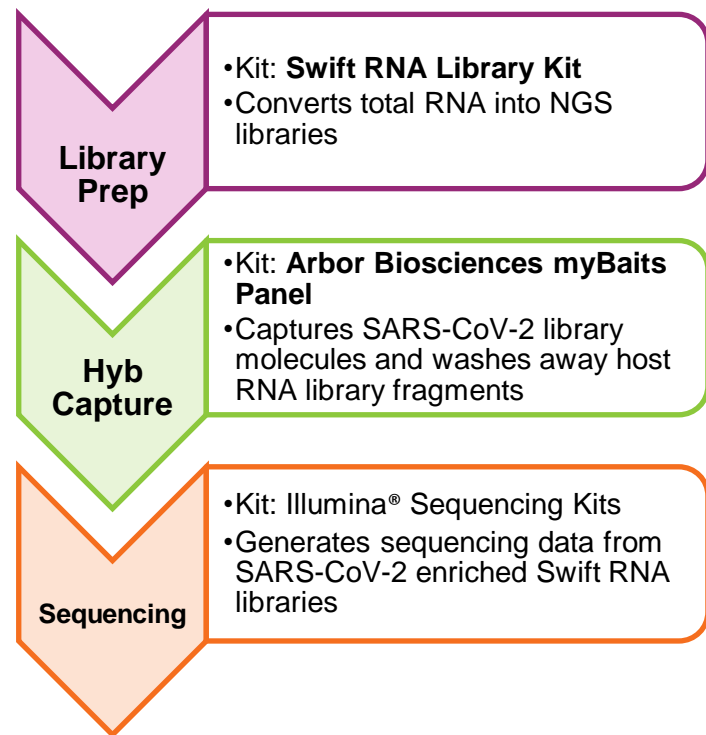 Library
Prep
•Kit: Swift RNA Library Kit
•Converts total RNA into NGS
libraries
Hyb
Capture
•Kit: Arbor Biosciences myBaits
Panel
•Captures SARS-CoV-2 library
molecules and washes away host
RNA library fragments
Sequencing
•Kit: Illumina® Sequencing Kits
•Generates sequencing data from
SARS-CoV-2 enriched Swift RNA
libraries